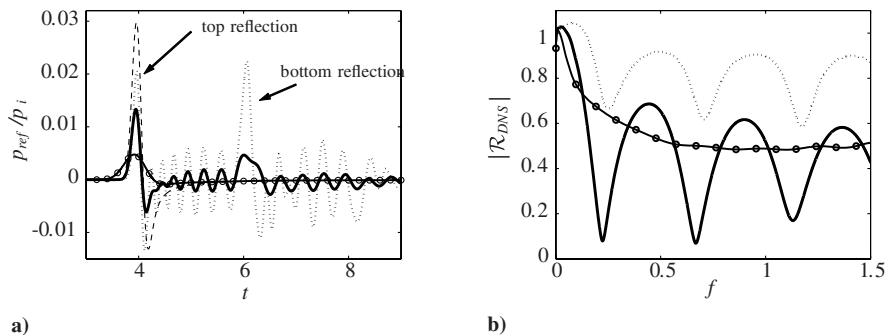 0.03
0.02
0.01
0
-0.01
p_ref /p_i
top reflection
bottom reflection
4
6
8
t
a)
1
0.8
0.6
0.4
0.2
0
|R_DNS|
0
0.5
1
1.5
f
b)